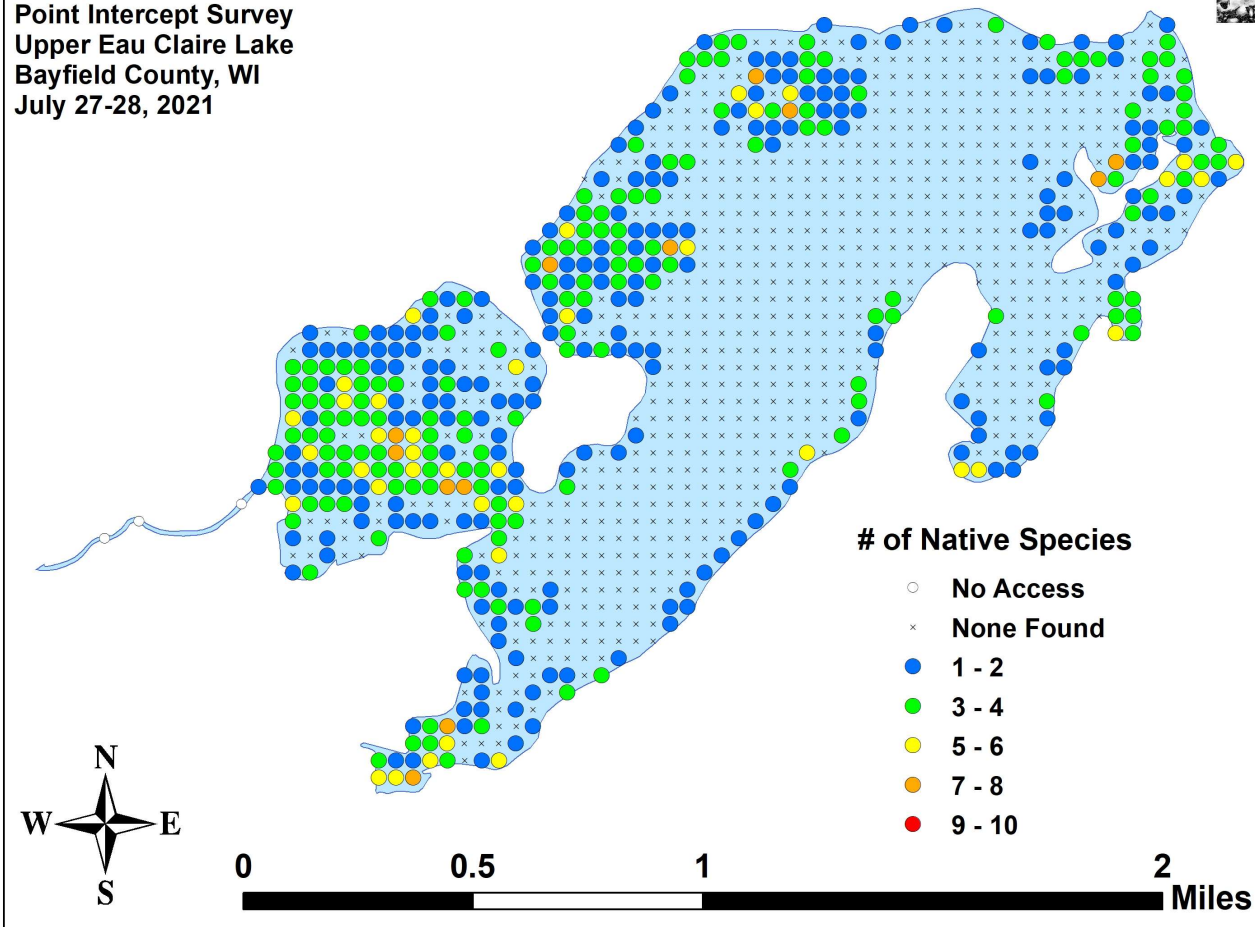 Point Intercept Survey
Upper Eau Claire Lake
Bayfield County, WI
July 27-28, 2021
# of Native Species
No Access
None Found
1 - 2
3 - 4
5 - 6
7 - 8
9 - 10
N
W E
S
0 0.5 1 2
Miles